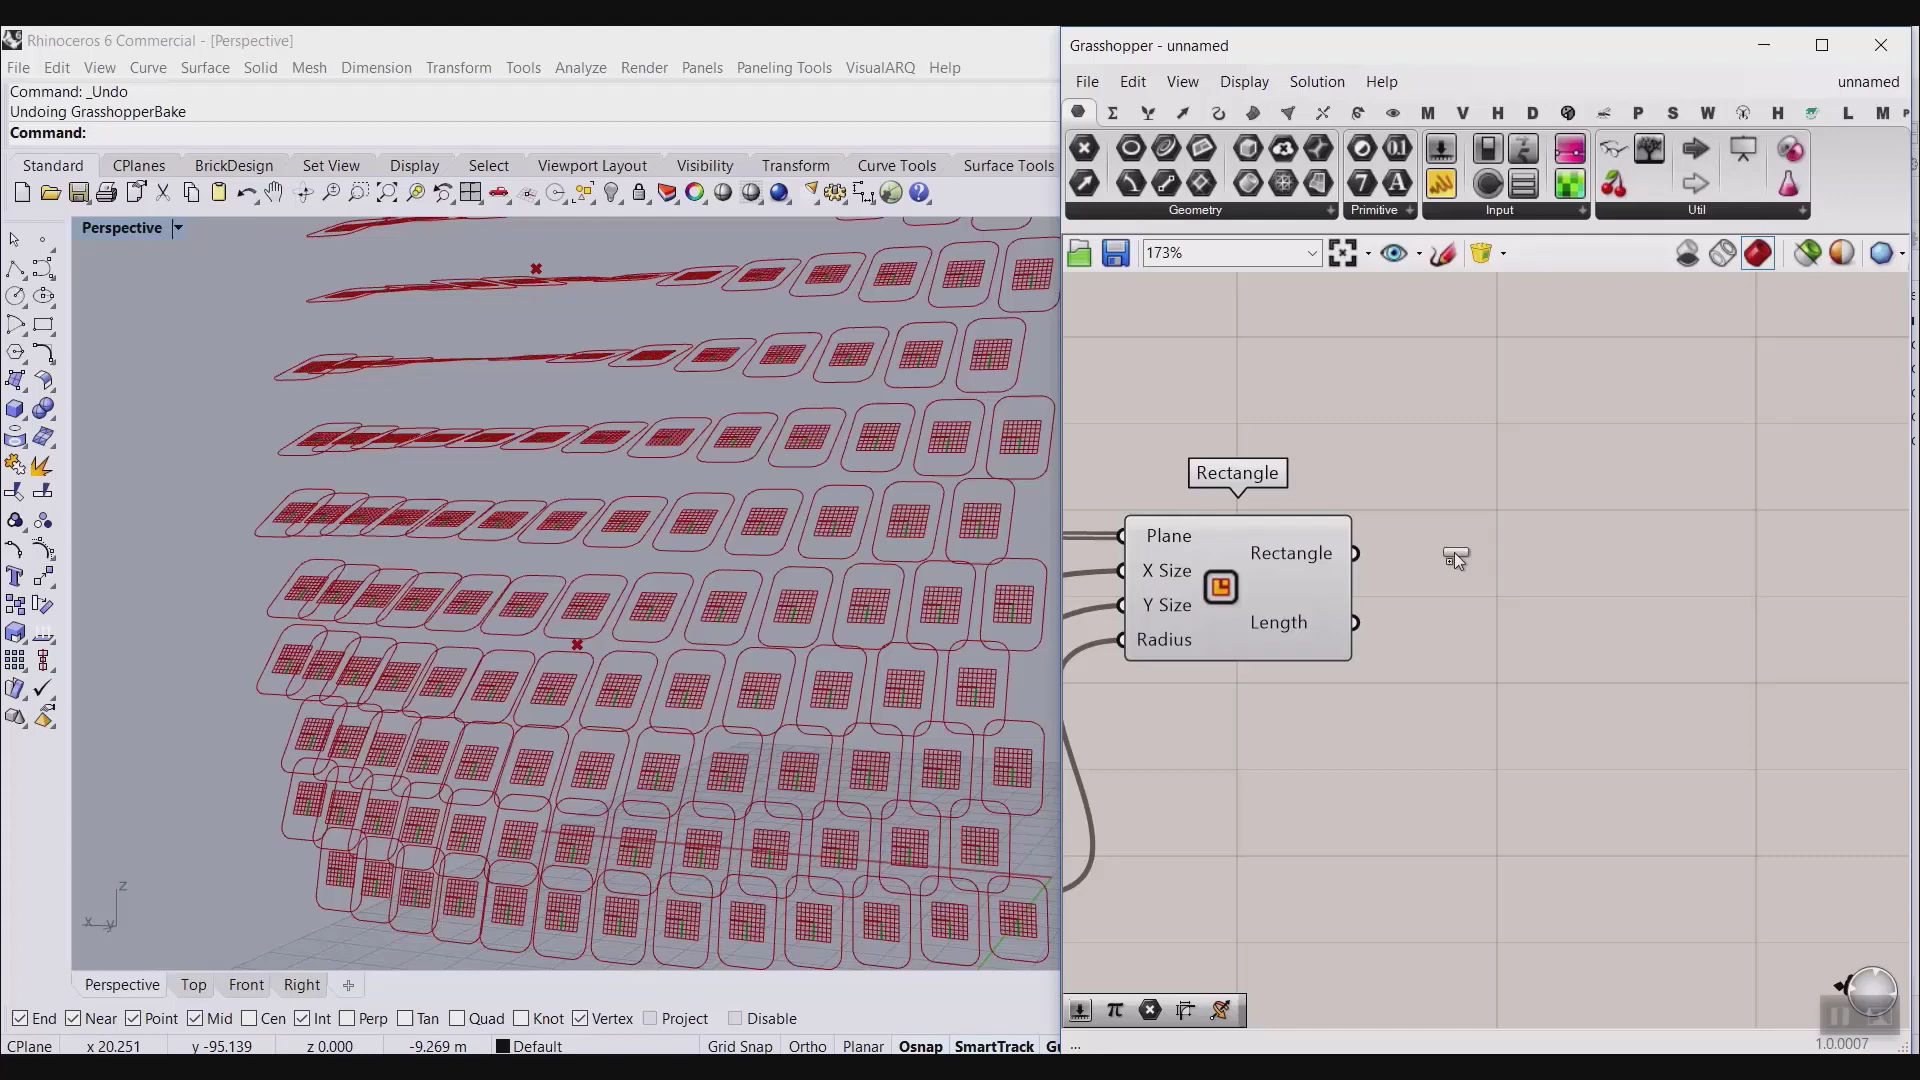 Rhinoceros 6 Commercial - [Perspective]
File Edit View Curve Surface Solid Mesh Dimension Transform Tools Analyze Render Panels Paneling Tools VisualARQ Help
Command: _Undo
Undoing GrasshopperBake
Command:
Standard CPlanes BrickDesign Set View Display Select Viewport Layout Visibility Transform Curve Tools Surface Tools
Perspective
z
x y
Perspective Top Front Right
End Near Point Mid Cen Int Perp Tan Quad Knot Vertex Project Disable
CPlane x 20.251 y -95.139 z 0.000 -9.269 m Default Grid Snap Ortho Planar Osnap SmartTrack
Grasshopper - unnamed
File Edit View Display Solution Help unnamed
M V H D P S W H L M
Geometry Primitive Input Util
173%
Rectangle
Plane
X Size
Y Size
Radius
Rectangle
Length
...
1.0.0007